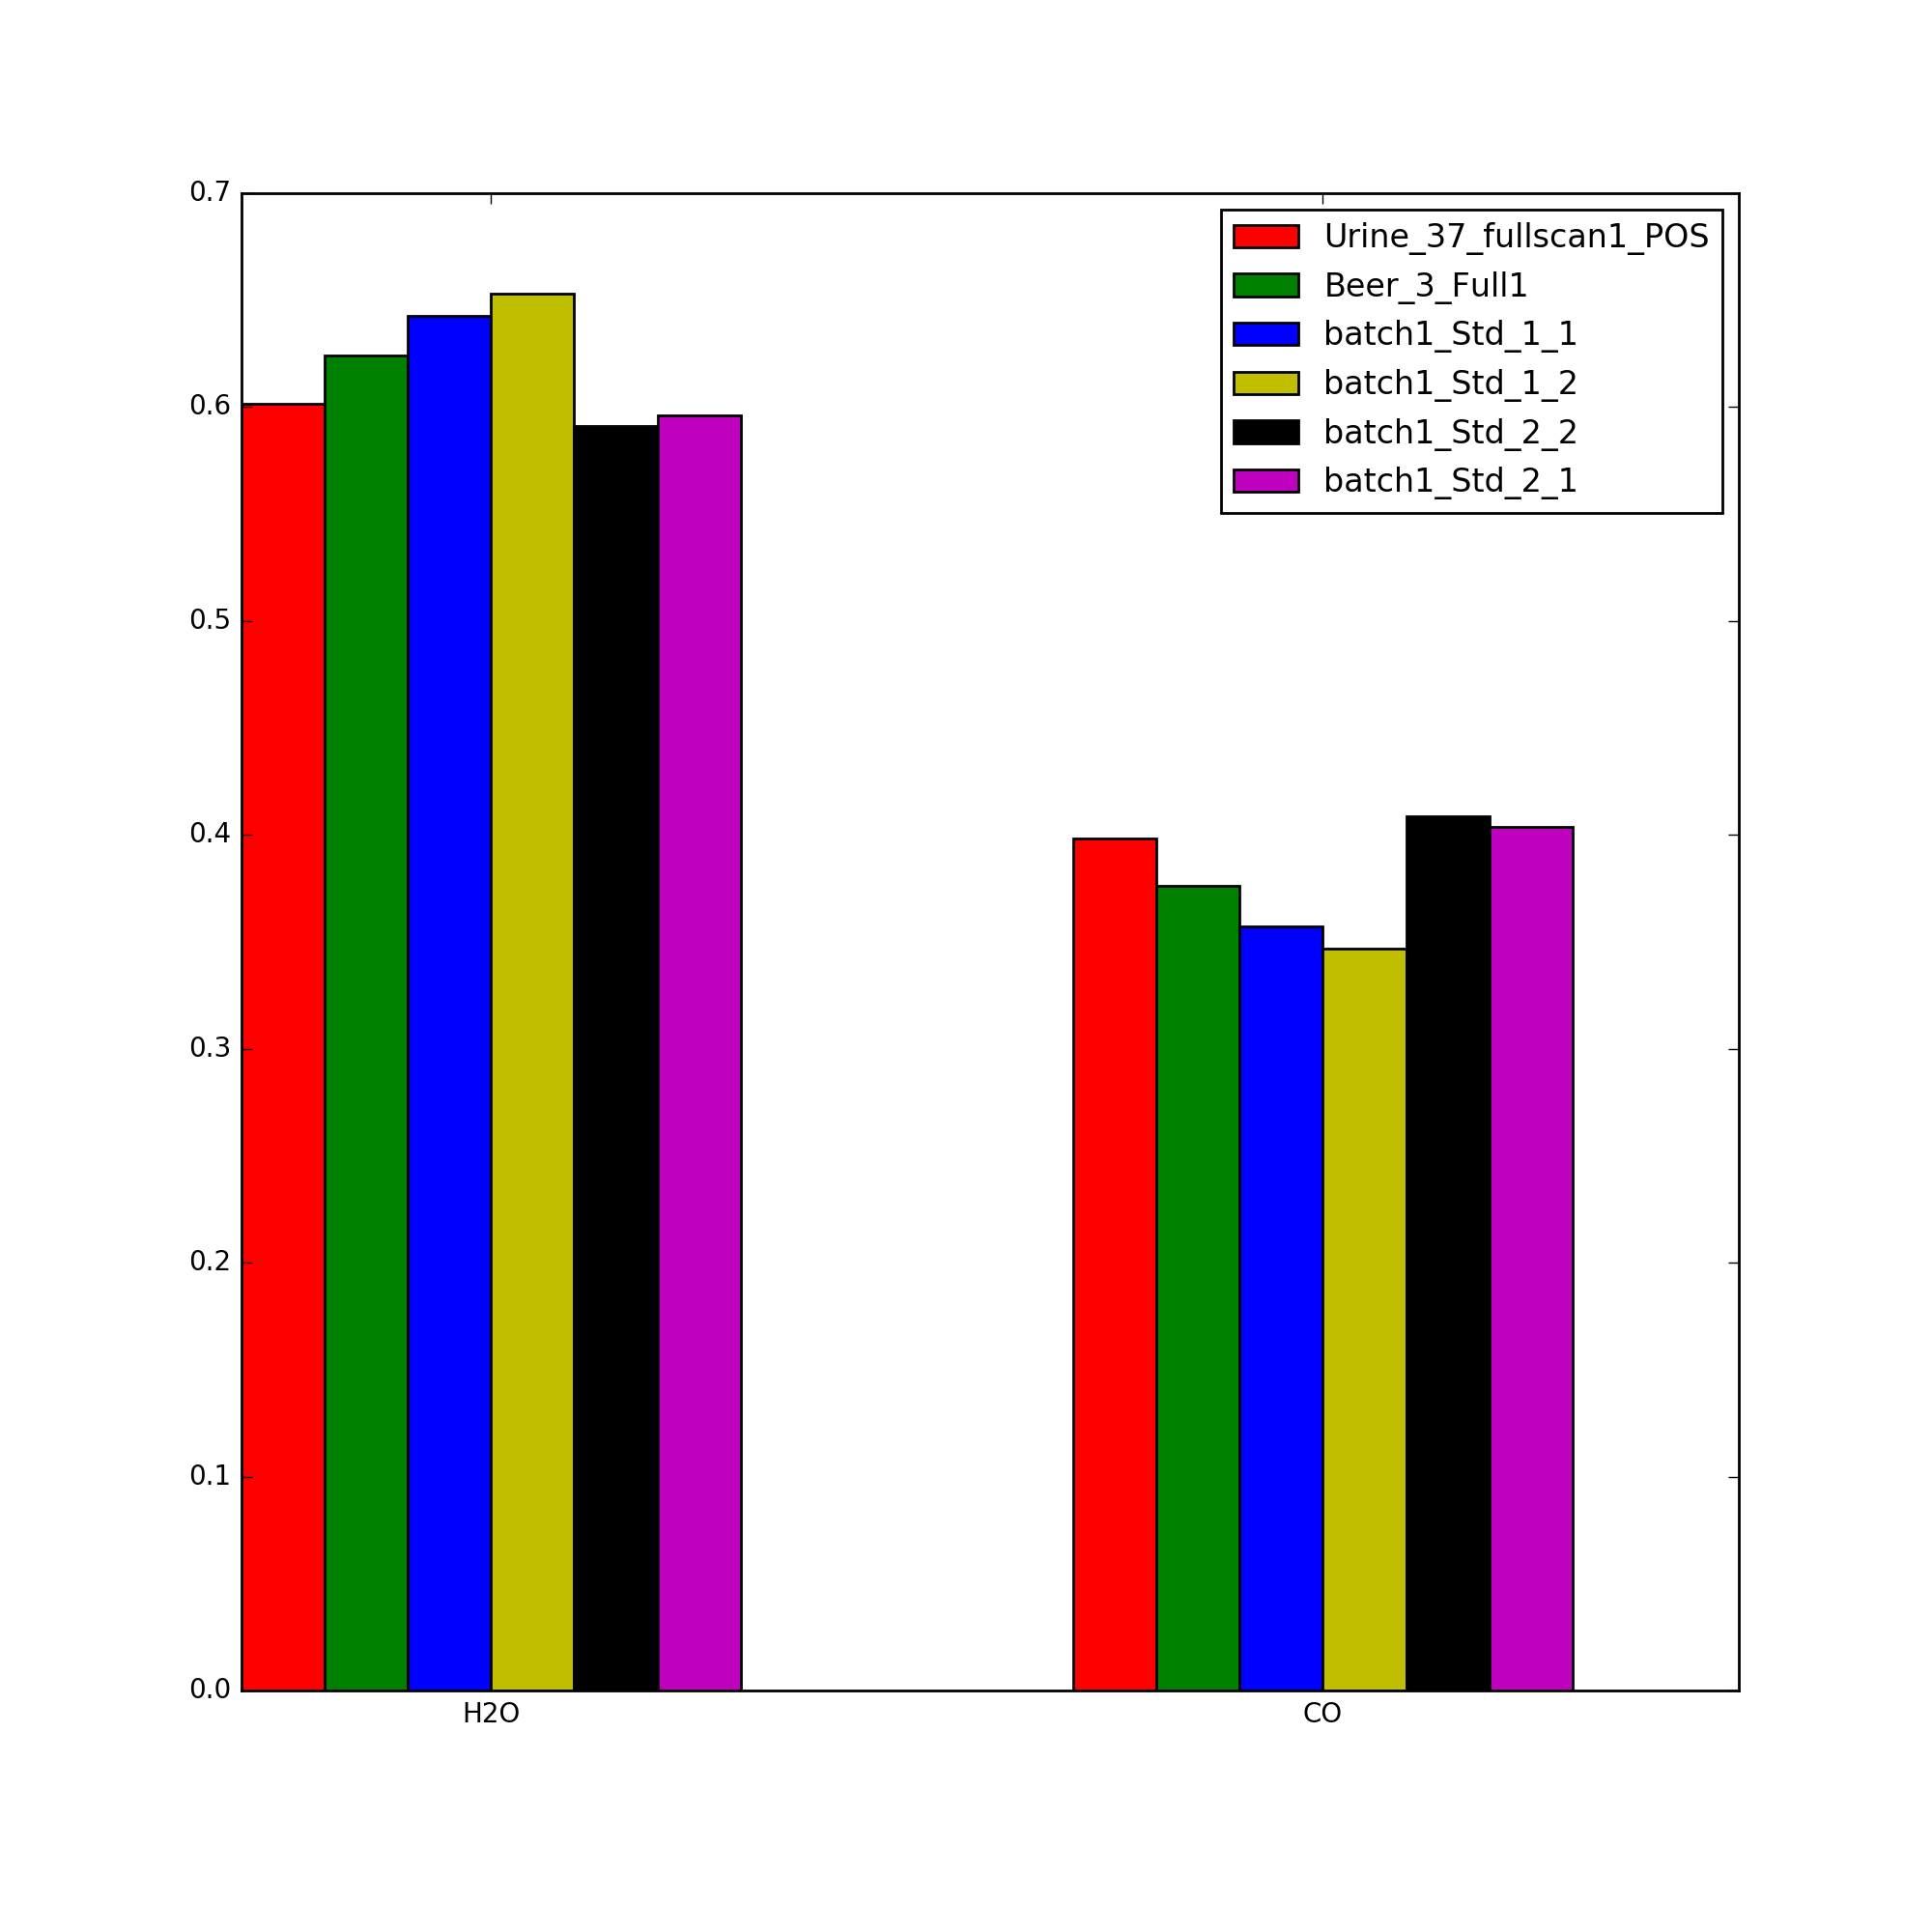 0.7
0.6
0.5
0.4
0.3
0.2
0.1
0.0
H2O
CO
Urine_37_fullscan1_POS
Beer_3_Full1
batch1_Std_1_1
batch1_Std_1_2
batch1_Std_2_2
batch1_Std_2_1